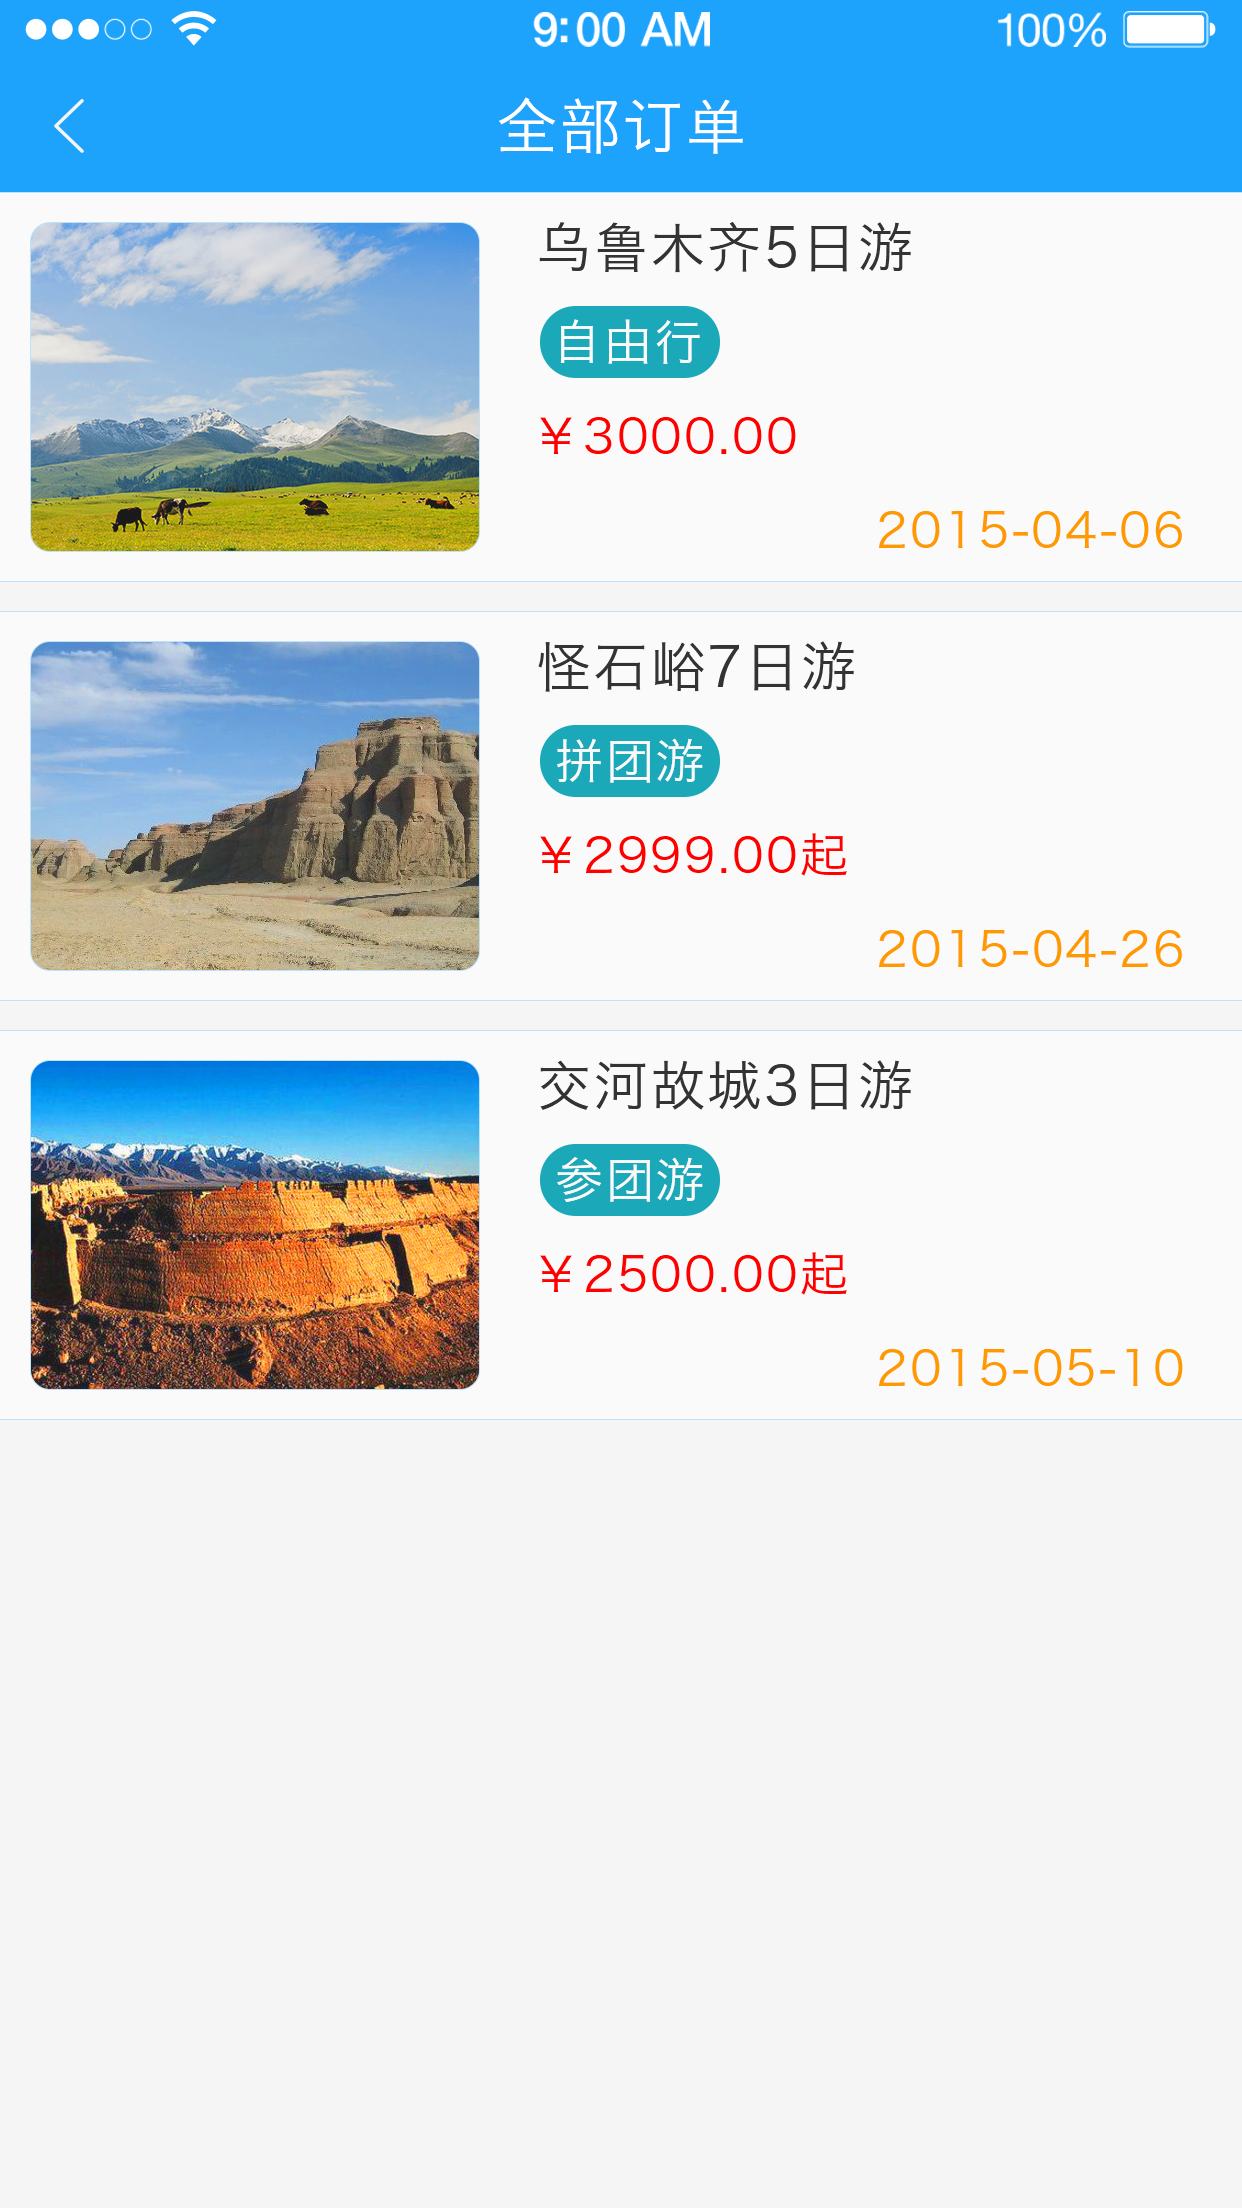 9:00 AM
100%
全部订单
乌鲁木齐5日游
自由行
￥3000.00
2015-04-06
怪石峪7日游
拼团游
￥2999.00起
2015-04-26
交河故城3日游
参团游
￥2500.00起
2015-05-10